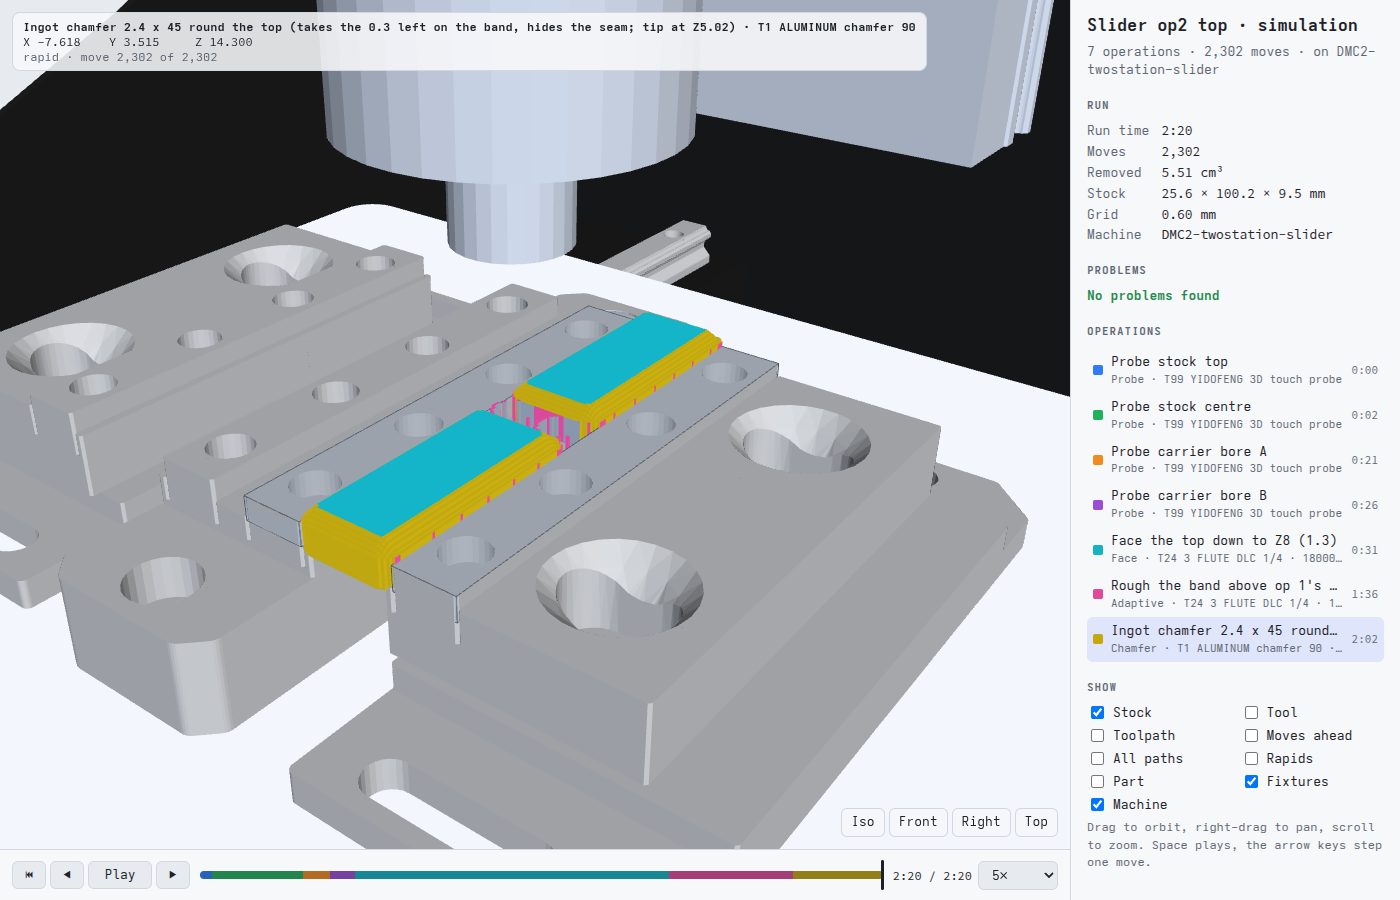 Ingot chamfer 2.4 x 45 round the top (takes the 0.3 left on the band, hides the seam; tip at Z5.02) · T1 ALUMINUM chamfer 90
X -7.618 Y 3.515 Z 14.300
rapid · move 2,302 of 2,302
Iso Front Right Top
⏮ ◀ Play ▶ 2:20 / 2:20 5×
Slider op2 top · simulation
7 operations · 2,302 moves · on DMC2-
twostation-slider
RUN
Run time 2:20
Moves 2,302
Removed 5.51 cm³
Stock 25.6 × 100.2 × 9.5 mm
Grid 0.60 mm
Machine DMC2-twostation-slider
PROBLEMS
No problems found
OPERATIONS
Probe stock top 0:00
Probe · T99 YIDOFENG 3D touch probe
Probe stock centre 0:02
Probe · T99 YIDOFENG 3D touch probe
Probe carrier bore A 0:21
Probe · T99 YIDOFENG 3D touch probe
Probe carrier bore B 0:26
Probe · T99 YIDOFENG 3D touch probe
Face the top down to Z8 (1.3) 0:31
Face · T24 3 FLUTE DLC 1/4 · 18000…
Rough the band above op 1's … 1:36
Adaptive · T24 3 FLUTE DLC 1/4 · 1…
Ingot chamfer 2.4 x 45 round… 2:02
Chamfer · T1 ALUMINUM chamfer 90 ·…
SHOW
Stock Tool
Toolpath Moves ahead
All paths Rapids
Part Fixtures
Machine
Drag to orbit, right-drag to pan, scroll
to zoom. Space plays, the arrow keys step
one move.